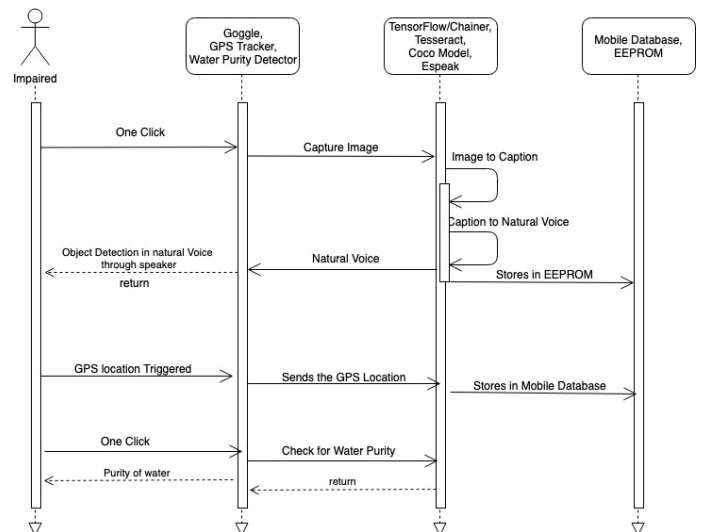 Impaired
Goggle,
GPS Tracker,
Water Purity Detector
TensorFlow/Chainer,
Tesseract,
Coco Model,
Espeak
Mobile Database,
EEPROM
One Click
Capture Image
Image to Caption
Caption to Natural Voice
Object Detection in natural Voice
through speaker
return
Natural Voice
Stores in EEPROM
GPS location Triggered
Sends the GPS Location
Stores in Mobile Database
One Click
Check for Water Purity
Purity of water
return